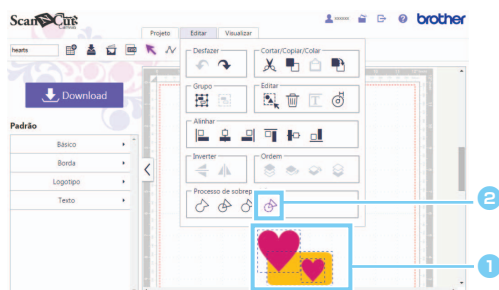 ScanNCut
Canvas
xxxxxx
brother
Projeto Editar Visualizar
hearts
Desfazer Cortar/Copiar/Colar
Grupo Editar
Alinhar
Inverter Ordem
Processo de sobrep
Download
Padrão
Básico
Borda
Logotipo
Texto
2
1